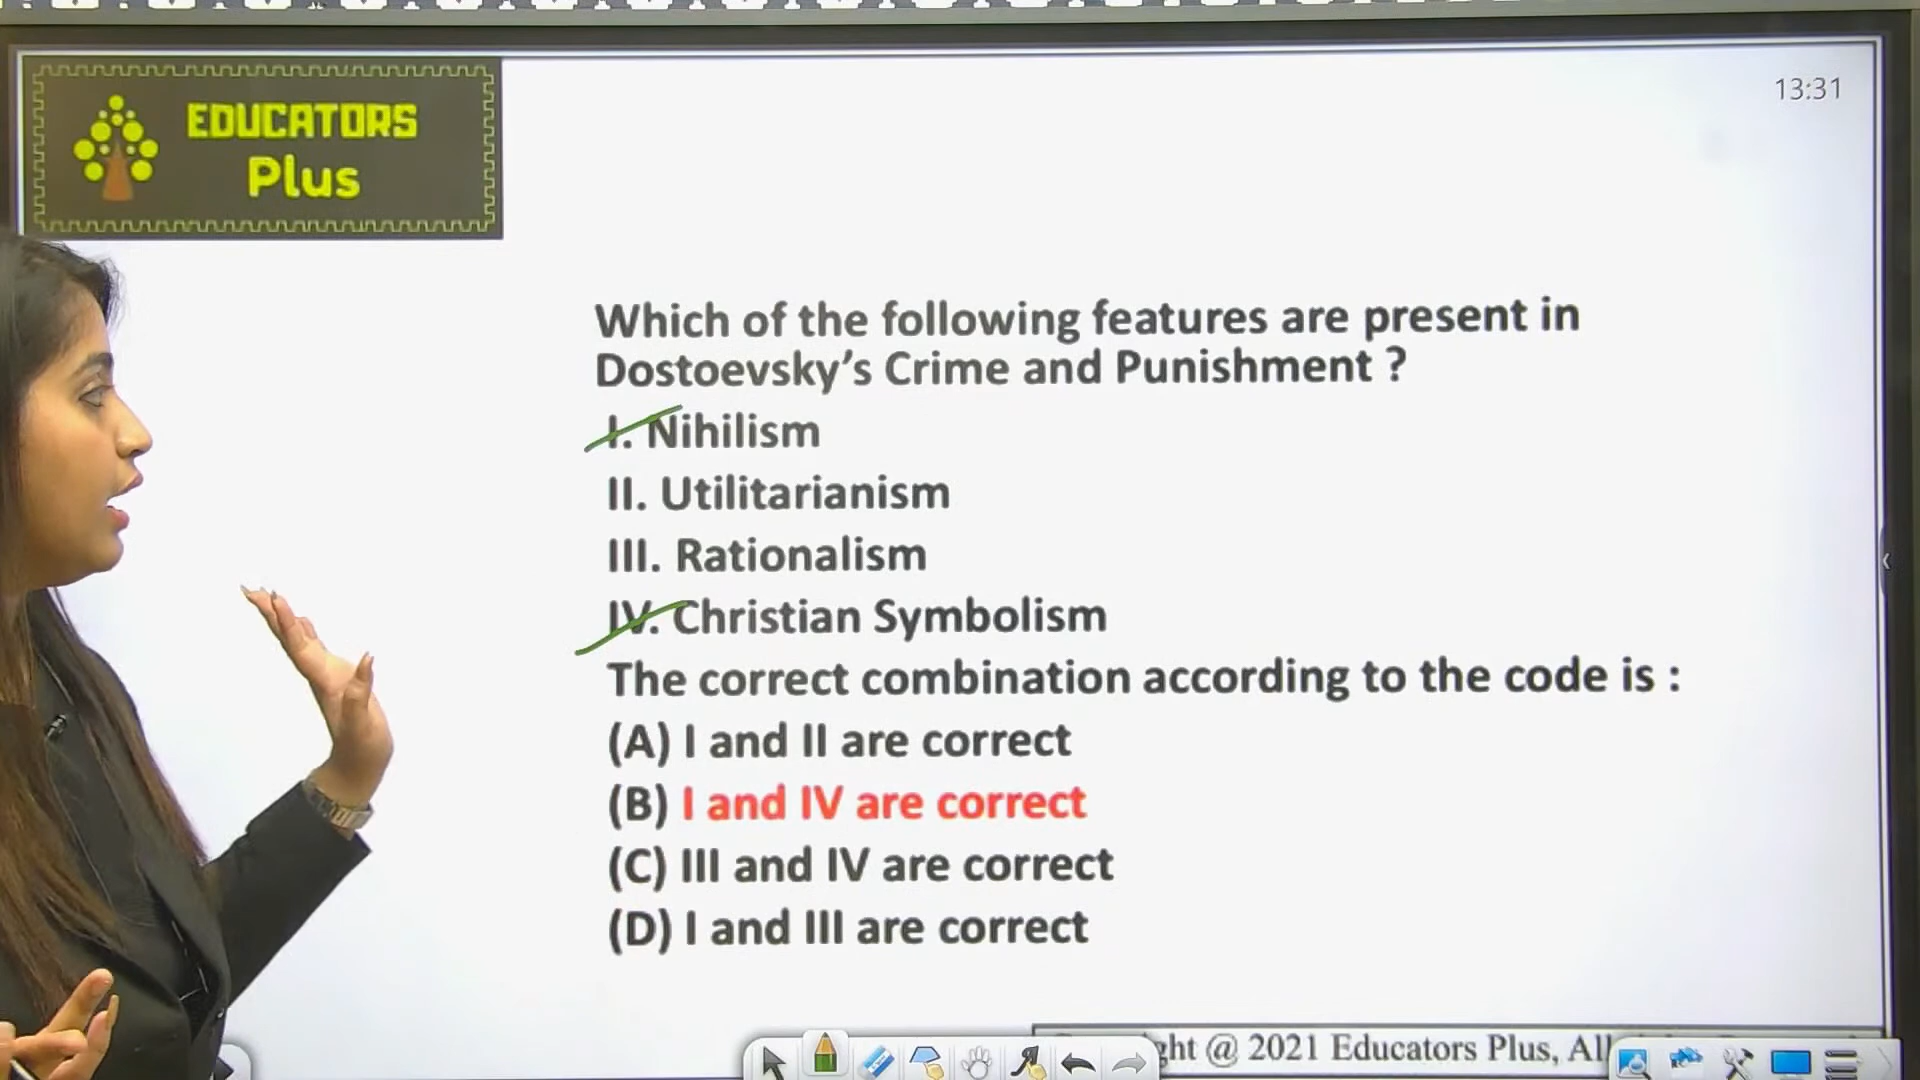 EDUCATORS
Plus
13:31
Which of the following features are present in
Dostoevsky’s Crime and Punishment ?
I. Nihilism
II. Utilitarianism
III. Rationalism
IV. Christian Symbolism
The correct combination according to the code is :
(A) I and II are correct
(B) I and IV are correct
(C) III and IV are correct
(D) I and III are correct
@ 2021 Educators Plus,